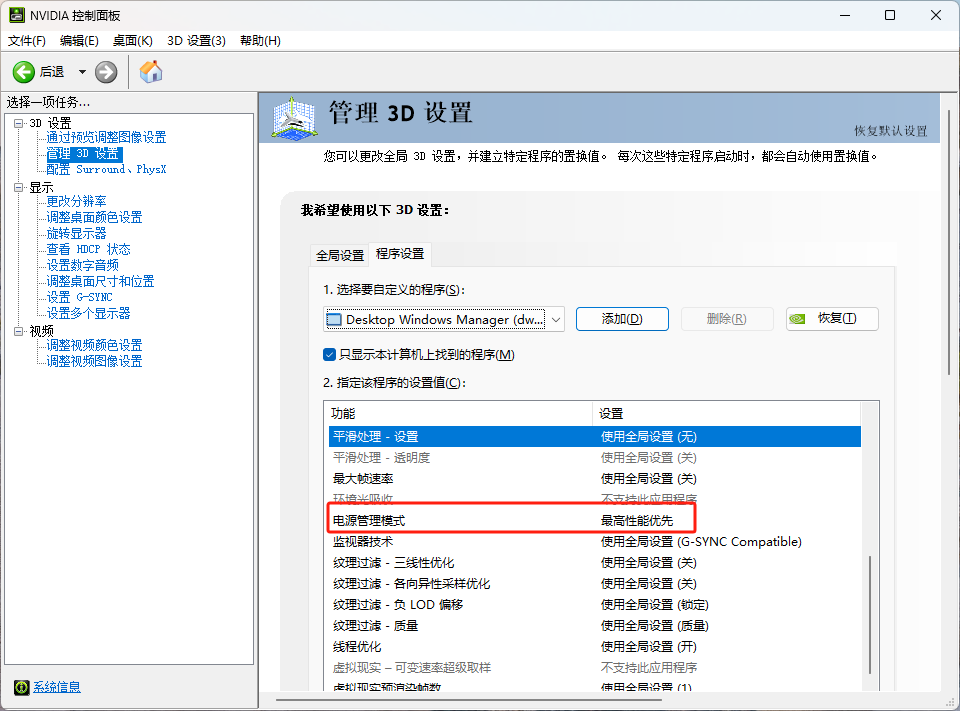 NVIDIA 控制面板
文件(F) 编辑(E) 桌面(K) 3D 设置(3) 帮助(H)
后退
选择一项任务...
3D 设置
通过预览调整图像设置
管理 3D 设置
配置 Surround、PhysX
显示
更改分辨率
调整桌面颜色设置
旋转显示器
查看 HDCP 状态
设置数字音频
调整桌面尺寸和位置
设置 G-SYNC
设置多个显示器
视频
调整视频颜色设置
调整视频图像设置
系统信息
管理 3D 设置
恢复默认设置
您可以更改全局 3D 设置，并建立特定程序的置换值。 每次这些特定程序启动时，都会自动使用置换值。
我希望使用以下 3D 设置:
全局设置 程序设置
1. 选择要自定义的程序(S):
Desktop Windows Manager (dw... 添加(D) 删除(R) 恢复(T)
只显示本计算机上找到的程序(M)
2. 指定该程序的设置值(C):
功能 设置
平滑处理 - 设置 使用全局设置 (无)
平滑处理 - 透明度 使用全局设置 (关)
最大帧速率 使用全局设置 (关)
环境光吸收 不支持此应用程序
电源管理模式 最高性能优先
监视器技术 使用全局设置 (G-SYNC Compatible)
纹理过滤 - 三线性优化 使用全局设置 (关)
纹理过滤 - 各向异性采样优化 使用全局设置 (关)
纹理过滤 - 负 LOD 偏移 使用全局设置 (锁定)
纹理过滤 - 质量 使用全局设置 (质量)
线程优化 使用全局设置 (开)
虚拟现实 – 可变速率超级取样 不支持此应用程序
虚拟现实预渲染帧数 使用全局设置 (1)